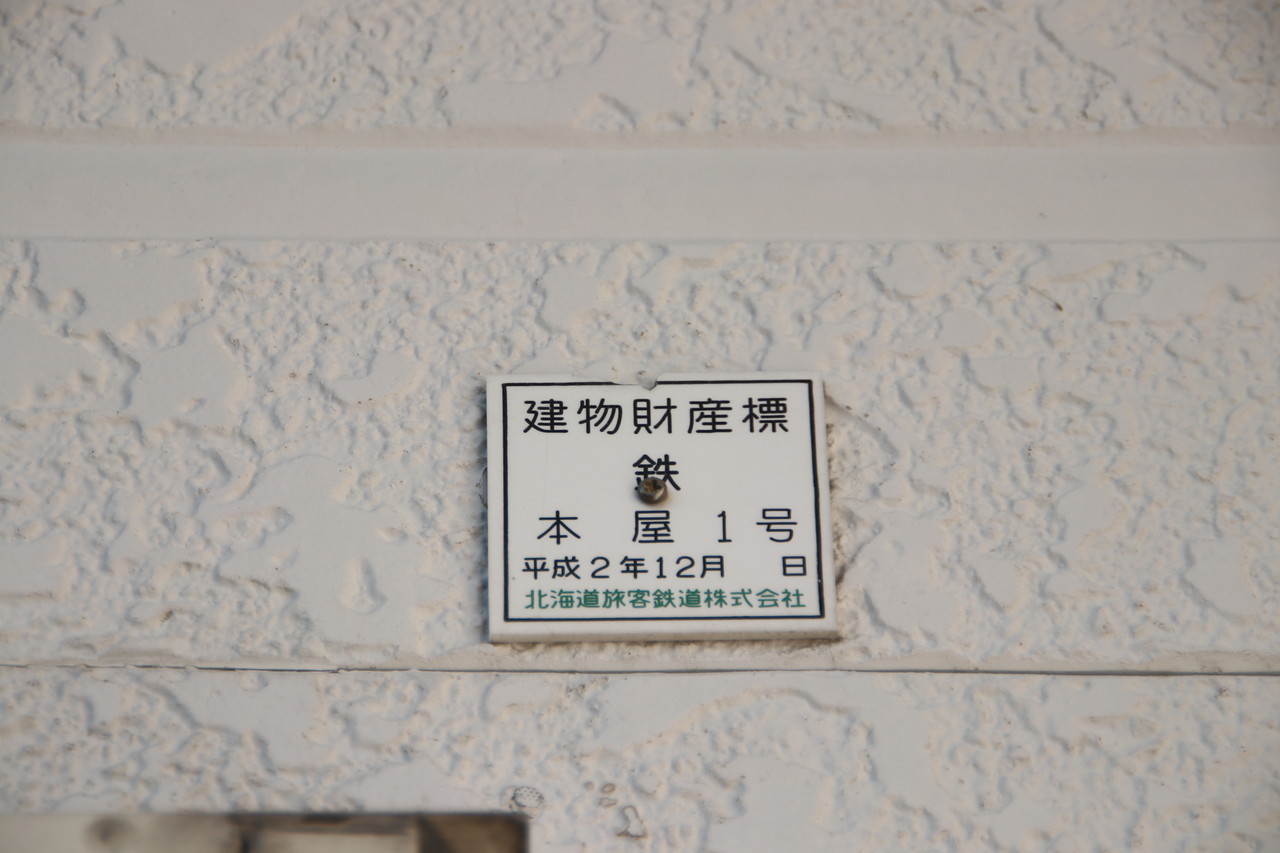 建物財産標
鉄
本 屋 1 号
平成2年12月 日
北海道旅客鉄道株式会社